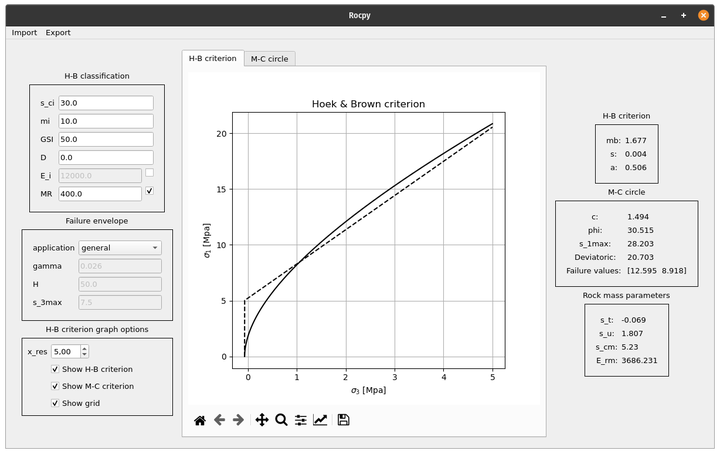 Rocpy
Import Export
H-B criterion M-C circle
H-B classification
s_ci 30.0
mi 10.0
GSI 50.0
D 0.0
E_i 12000.0
MR 400.0
Failure envelope
application general
gamma 0.026
H 50.0
s_3max 7.5
H-B criterion graph options
x_res 5,00
Show H-B criterion
Show M-C criterion
Show grid
Hoek & Brown criterion
σ1 [Mpa]
20
15
10
5
0
0 1 2 3 4 5
σ3 [Mpa]
H-B criterion
mb: 1.677
s: 0.004
a: 0.506
M-C circle
c: 1.494
phi: 30.515
s_1max: 28.203
Deviatoric: 20.703
Failure values: [12.595 8.918]
Rock mass parameters
s_t: -0.069
s_u: 1.807
s_cm: 5.23
E_rm: 3686.231